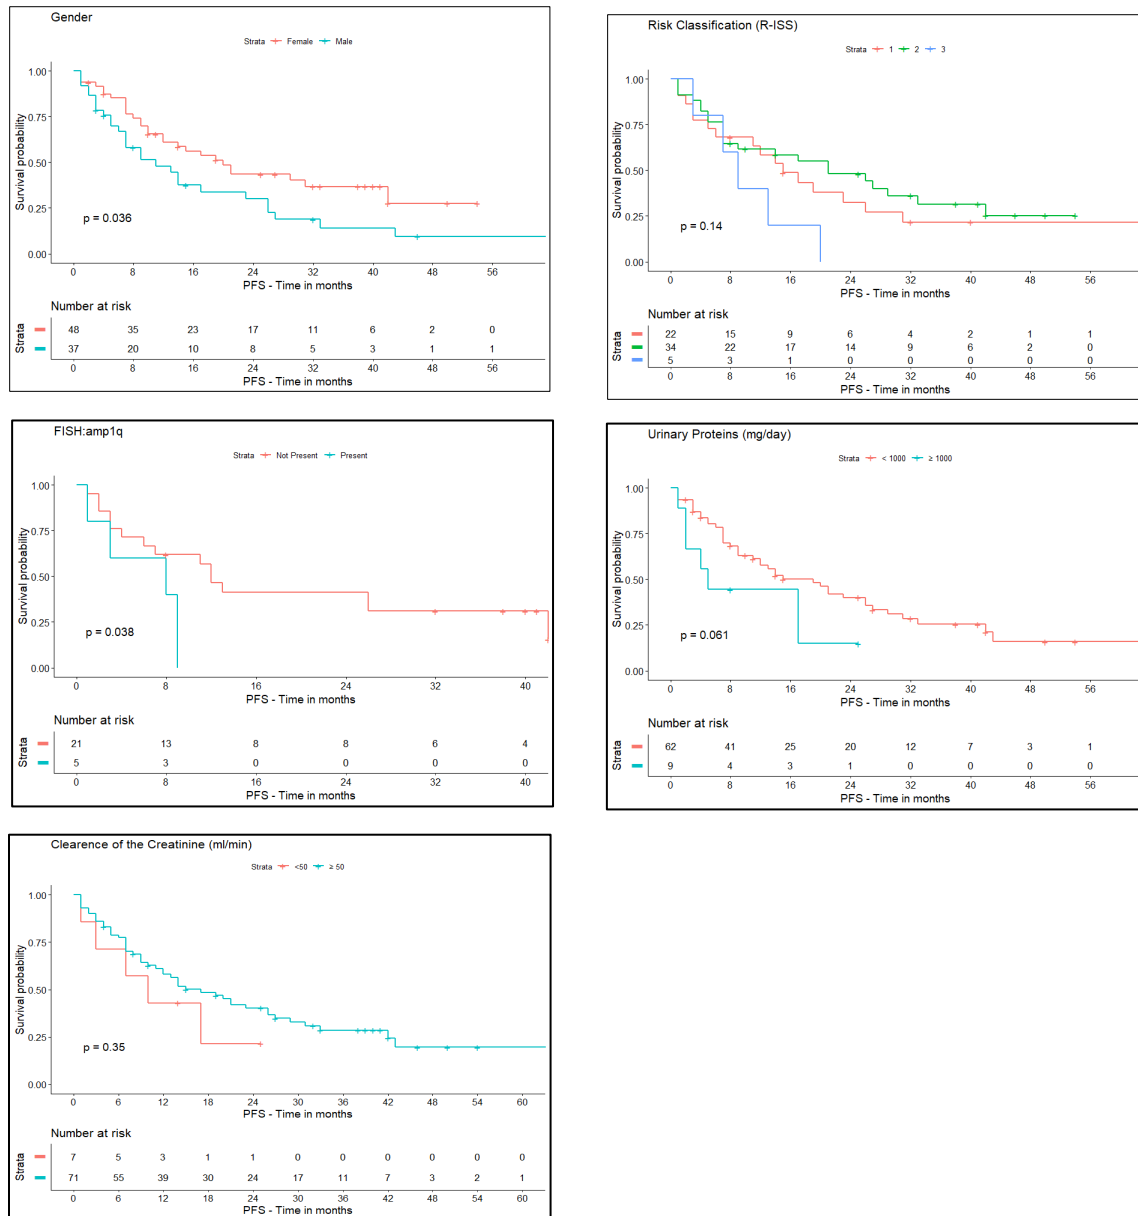 Gender
Strata Female Male
Survival probability
1.00
0.75
0.50
0.25
0.00
p = 0.036
0 8 16 24 32 40 48 56
PFS - Time in months
Number at risk
Strata
48 35 23 17 11 6 2 0
37 20 10 8 5 3 1 1
0 8 16 24 32 40 48 56
PFS - Time in months
Risk Classification (R-ISS)
Strata 1 2 3
Survival probability
1.00
0.75
0.50
0.25
0.00
p = 0.14
0 8 16 24 32 40 48 56
PFS - Time in months
Number at risk
Strata
22 15 9 6 4 2 1 1
34 22 17 14 9 6 2 0
5 3 1 0 0 0 0 0
0 8 16 24 32 40 48 56
PFS - Time in months
FISH:amp1q
Strata Not Present Present
Survival probability
1.00
0.75
0.50
0.25
0.00
p = 0.038
0 8 16 24 32 40
PFS - Time in months
Number at risk
Strata
21 13 8 8 6 4
5 3 0 0 0 0
0 8 16 24 32 40
PFS - Time in months
Urinary Proteins (mg/day)
Strata < 1000 ≥ 1000
Survival probability
1.00
0.75
0.50
0.25
0.00
p = 0.061
0 8 16 24 32 40 48 56
PFS - Time in months
Number at risk
Strata
62 41 25 20 12 7 3 1
9 4 3 1 0 0 0 0
0 8 16 24 32 40 48 56
PFS - Time in months
Clearence of the Creatinine (ml/min)
Strata <50 ≥ 50
Survival probability
1.00
0.75
0.50
0.25
0.00
p = 0.35
0 6 12 18 24 30 36 42 48 54 60
PFS - Time in months
Number at risk
Strata
7 5 3 1 1 0 0 0 0 0 0
71 55 39 30 24 17 11 7 3 2 1
0 6 12 18 24 30 36 42 48 54 60
PFS - Time in months